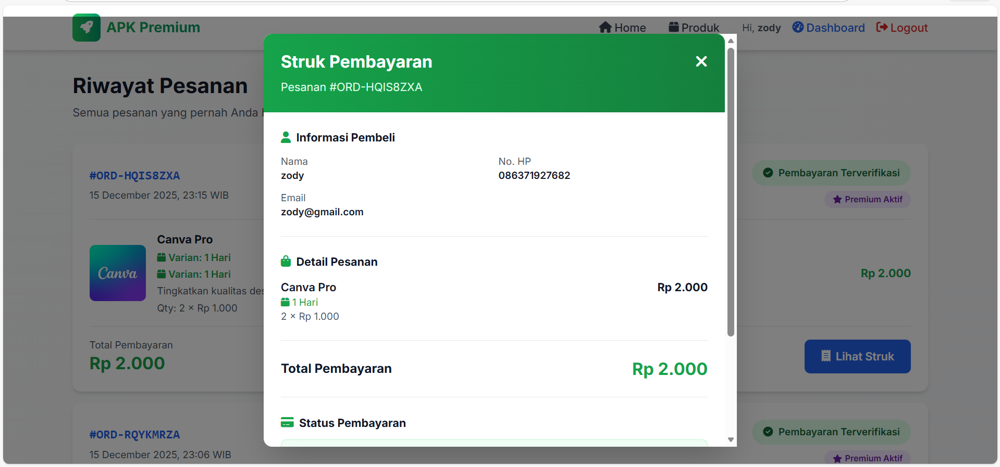 APK Premium
Home
Produk
Hi, zody
Dashboard
Logout
Riwayat Pesanan
Semua pesanan yang pernah Anda
#ORD-HQIS8ZXA
15 December 2025, 23:15 WIB
Pembayaran Terverifikasi
Premium Aktif
Canva
Canva Pro
Varian: 1 Hari
Varian: 1 Hari
Tingkatkan kualitas
Qty: 2 × Rp 1.000
Rp 2.000
Total Pembayaran
Rp 2.000
Lihat Struk
#ORD-RQYKMRZA
15 December 2025, 23:06 WIB
Pembayaran Terverifikasi
Premium Aktif
Struk Pembayaran
Pesanan #ORD-HQIS8ZXA
Informasi Pembeli
Nama
zody
No. HP
086371927682
Email
zody@gmail.com
Detail Pesanan
Canva Pro
Rp 2.000
1 Hari
2 × Rp 1.000
Total Pembayaran
Rp 2.000
Status Pembayaran